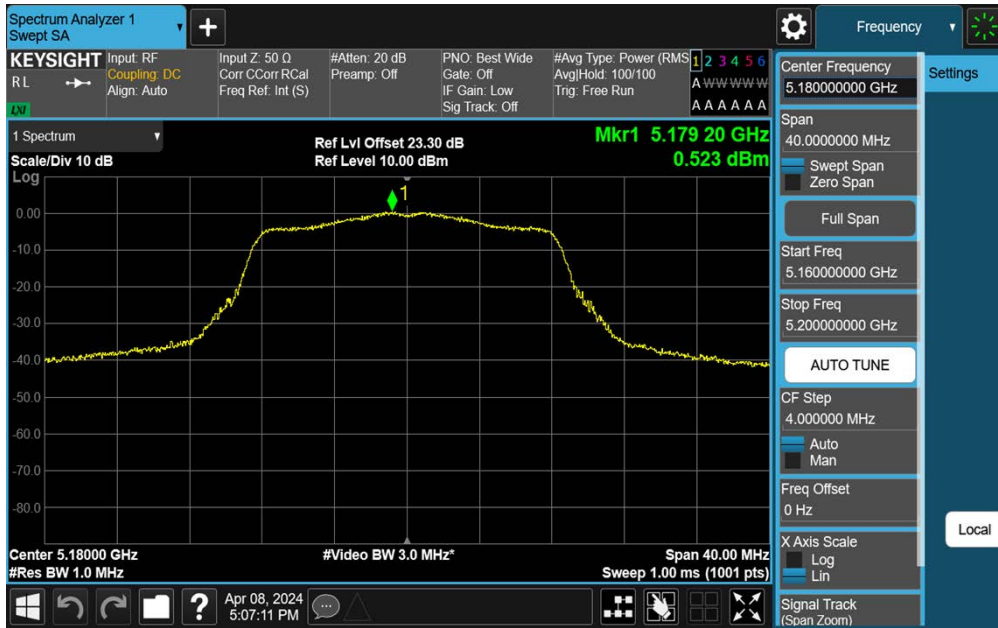 Spectrum Analyzer 1
Swept SA
Frequency
KEYSIGHT
R L
LXI
Input: RF
Coupling: DC
Align: Auto
Input Z: 50 Ω
Corr CCorr RCal
Freq Ref: Int (S)
#Atten: 20 dB
Preamp: Off
PNO: Best Wide
Gate: Off
IF Gain: Low
Sig Track: Off
#Avg Type: Power (RMS
Avg|Hold: 100/100
Trig: Free Run
1 2 3 4 5 6
A W W W W W
A A A A A A
1 Spectrum
Scale/Div 10 dB
Log
Ref Lvl Offset 23.30 dB
Ref Level 10.00 dBm
Mkr1 5.179 20 GHz
0.523 dBm
1
0.00
-10.0
-20.0
-30.0
-40.0
-50.0
-60.0
-70.0
-80.0
Center 5.18000 GHz
#Res BW 1.0 MHz
#Video BW 3.0 MHz*
Span 40.00 MHz
Sweep 1.00 ms (1001 pts)
Center Frequency
5.180000000 GHz
Span
40.0000000 MHz
Swept Span
Zero Span
Full Span
Start Freq
5.160000000 GHz
Stop Freq
5.200000000 GHz
AUTO TUNE
CF Step
4.000000 MHz
Auto
Man
Freq Offset
0 Hz
X Axis Scale
Log
Lin
Signal Track
(Span Zoom)
Settings
Local
?
Apr 08, 2024
5:07:11 PM